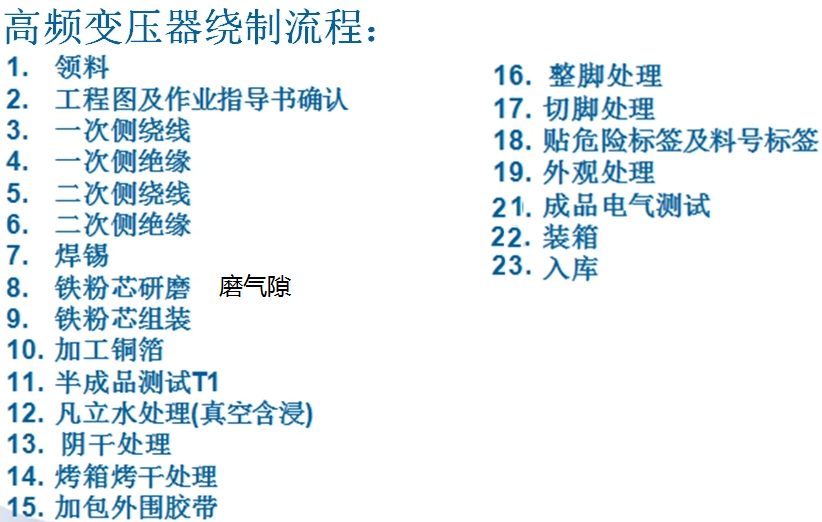 高频变压器绕制流程：
1. 领料
2. 工程图及作业指导书确认
3. 一次侧绕线
4. 一次侧绝缘
5. 二次侧绕线
6. 二次侧绝缘
7. 焊锡
8. 铁粉芯研磨 磨气隙
9. 铁粉芯组装
10. 加工铜箔
11. 半成品测试T1
12. 凡立水处理(真空含浸)
13. 阴干处理
14. 烤箱烤干处理
15. 加包外围胶带
16. 整脚处理
17. 切脚处理
18. 贴危险标签及料号标签
19. 外观处理
21. 成品电气测试
22. 装箱
23. 入库